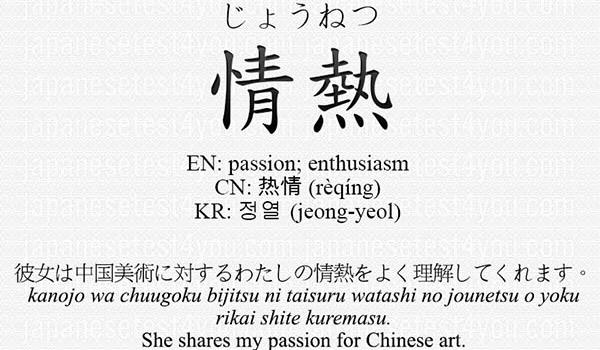 じょうねつ
情熱
EN: passion; enthusiasm
CN: 热情 (rèqíng)
KR: 정열 (jeong-yeol)
彼女は中国美術に対するわたしの情熱をよく理解してくれます。
kanojo wa chuugoku bijitsu ni taisuru watashi no jounetsu o yoku
rikai shite kuremasu.
She shares my passion for Chinese art.
japanesetest4you.com